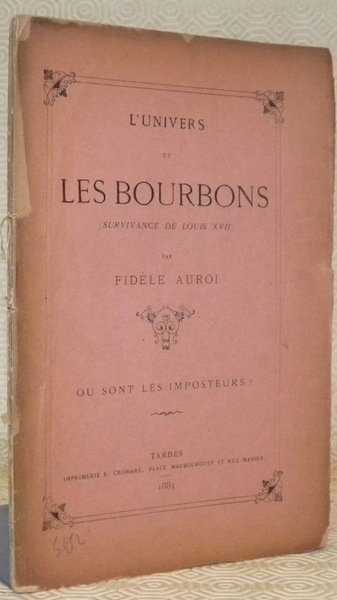 L'UNIVERS
ET
LES BOURBONS
SURVIVANCE DE LOUIS XVII
PAR
FIDÈLE AUROI
OU SONT LES IMPOSTEURS ?
TARBES
IMPRIMERIE E. CROHARÉ, PLACE MAUBOURGUET ET RUE MASSEY